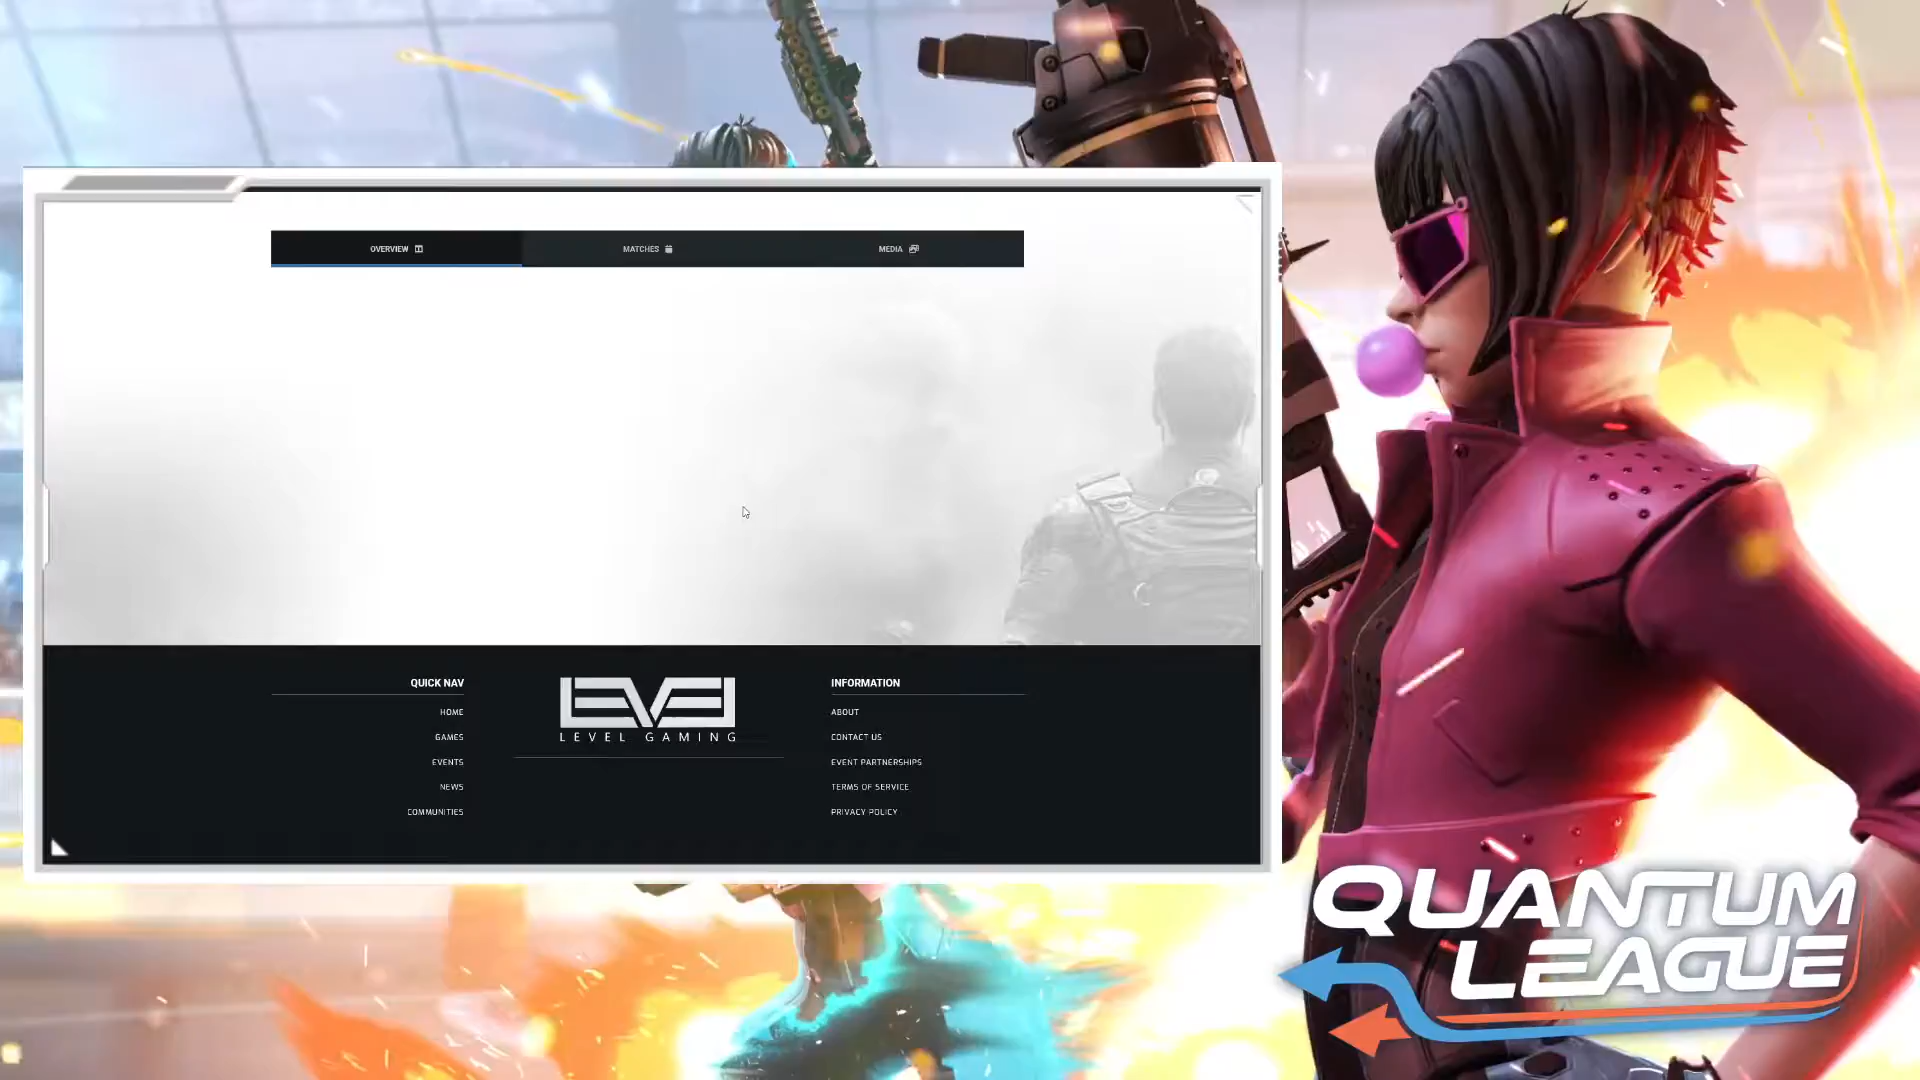 OVERVIEW
MATCHES
MEDIA
QUICK NAV
HOME
GAMES
EVENTS
NEWS
COMMUNITIES
LEVEL
LEVEL GAMING
INFORMATION
ABOUT
CONTACT US
EVENT PARTNERSHIPS
TERMS OF SERVICE
PRIVACY POLICY
QUANTUM
LEAGUE